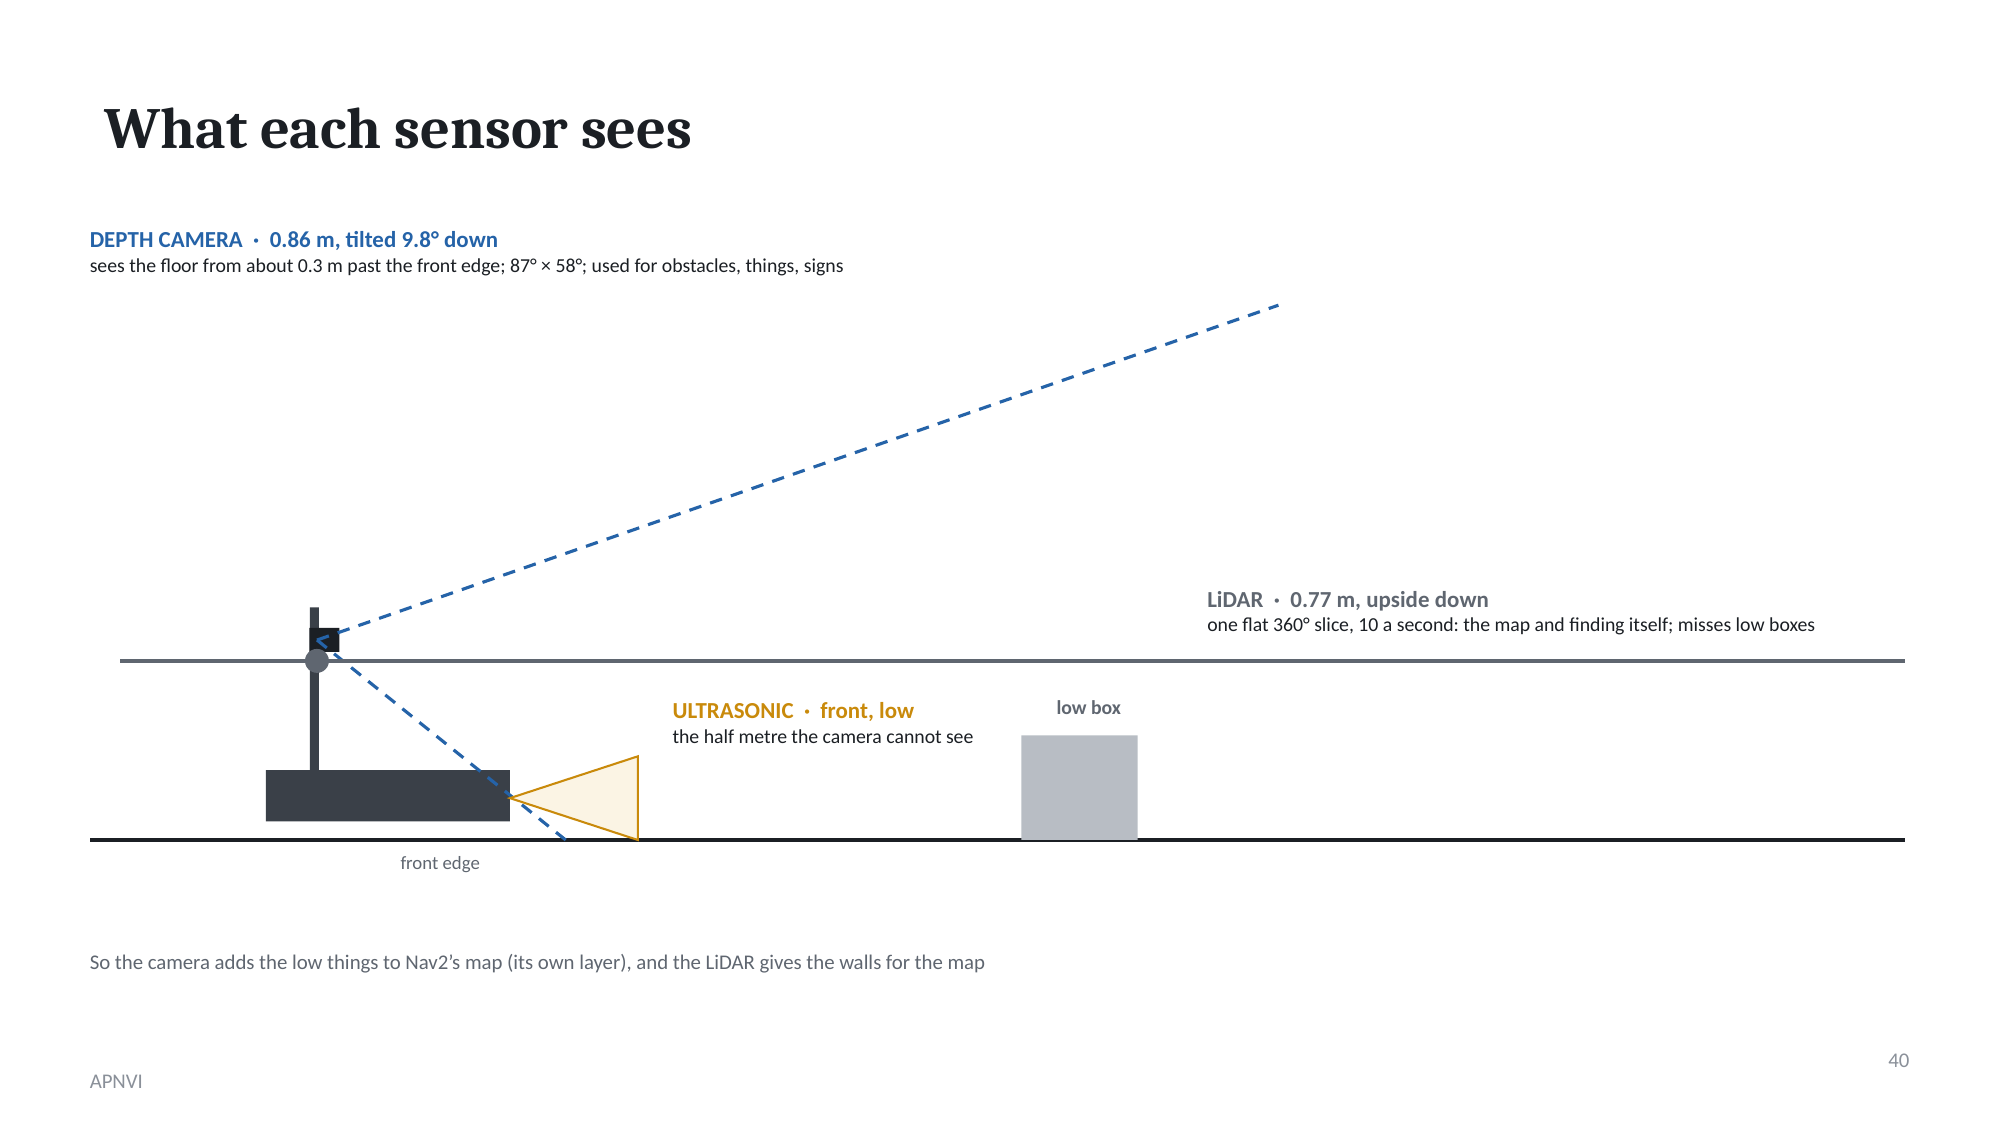 What each sensor sees
DEPTH CAMERA · 0.86 m, tilted 9.8° down
sees the floor from about 0.3 m past the front edge; 87° × 58°; used for obstacles, things, signs
LiDAR · 0.77 m, upside down
one flat 360° slice, 10 a second: the map and finding itself; misses low boxes
ULTRASONIC · front, low
the half metre the camera cannot see
low box
front edge
So the camera adds the low things to Nav2’s map (its own layer), and the LiDAR gives the walls for the map
40
APNVI